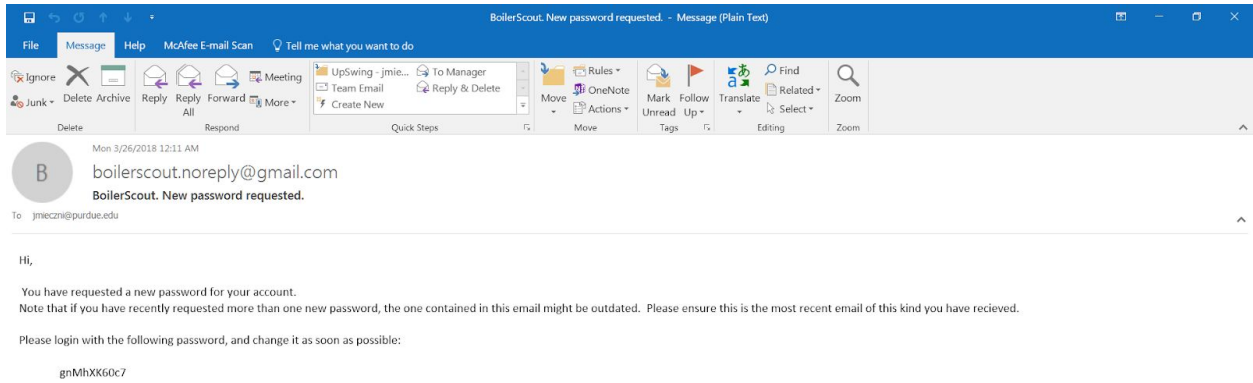 BoilerScout. New password requested. - Message (Plain Text)
File Message Help McAfee E-mail Scan Tell me what you want to do
Ignore
Junk
Delete Archive
Reply Reply All Forward
Meeting
More
UpSwing - jmie... To Manager
Team Email Reply & Delete
Create New
Move
Rules
OneNote
Actions
Mark Unread Follow Up
Translate
Find
Related
Select
Zoom
Delete Respond Quick Steps Move Tags Editing Zoom
Mon 3/26/2018 12:11 AM
B
boilerscout.noreply@gmail.com
BoilerScout. New password requested.
To jmieczni@purdue.edu
Hi,
You have requested a new password for your account.
Note that if you have recently requested more than one new password, the one contained in this email might be outdated. Please ensure this is the most recent email of this kind you have recieved.
Please login with the following password, and change it as soon as possible:
gnMhXK60c7